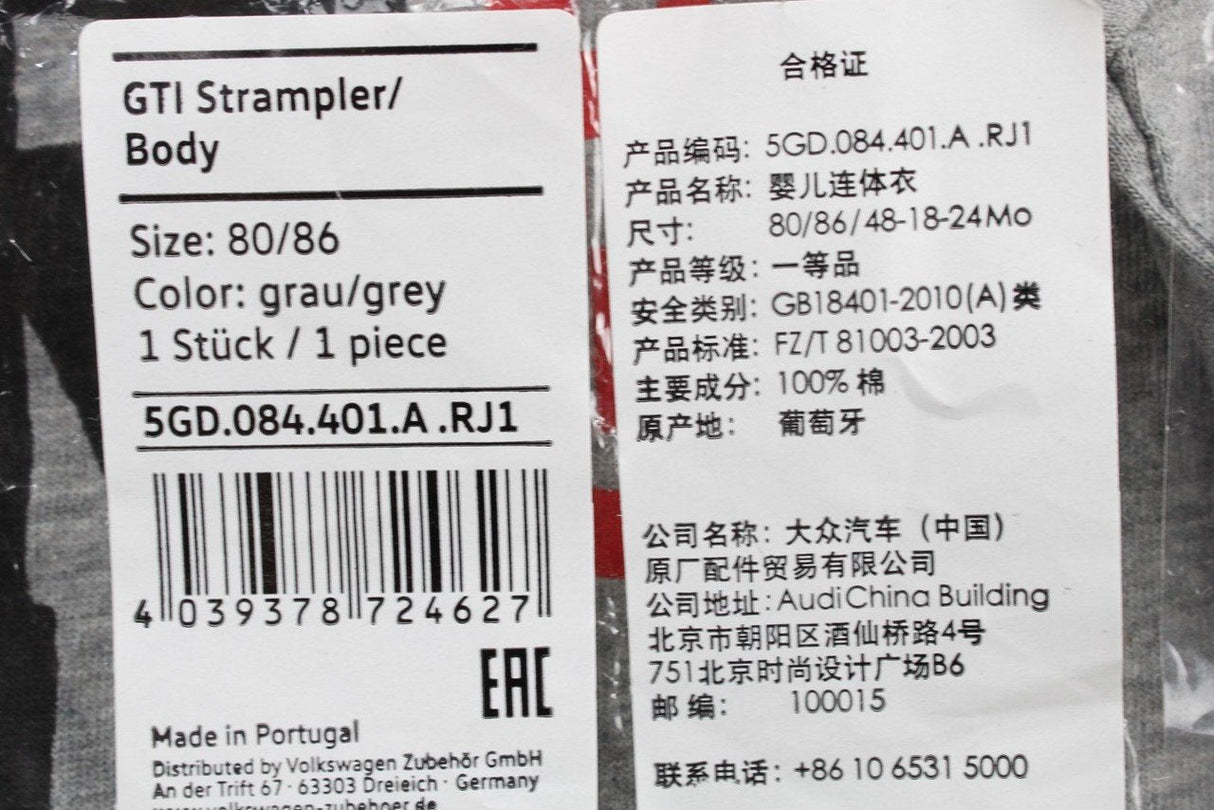 GTI Strampler/
Body
Size: 80/86
Color: grau/grey
1 Stück / 1 piece
5GD.084.401.A .RJ1
4 039378 724627
EAC
Made in Portugal
Distributed by Volkswagen Zubehör GmbH
An der Trift 67 · 63303 Dreieich · Germany
www.volkswagen-zubehoer.de
合格证
产品编码: 5GD.084.401.A .RJ1
产品名称: 婴儿连体衣
尺寸: 80/86/48-18-24Mo
产品等级: 一等品
安全类别: GB18401-2010(A)类
产品标准: FZ/T 81003-2003
主要成分: 100% 棉
原产地: 葡萄牙
公司名称: 大众汽车（中国）
原厂配件贸易有限公司
公司地址:Audi China Building
北京市朝阳区酒仙桥路4号
751北京时尚设计广场B6
邮 编: 100015
联系电话: +86 10 6531 5000